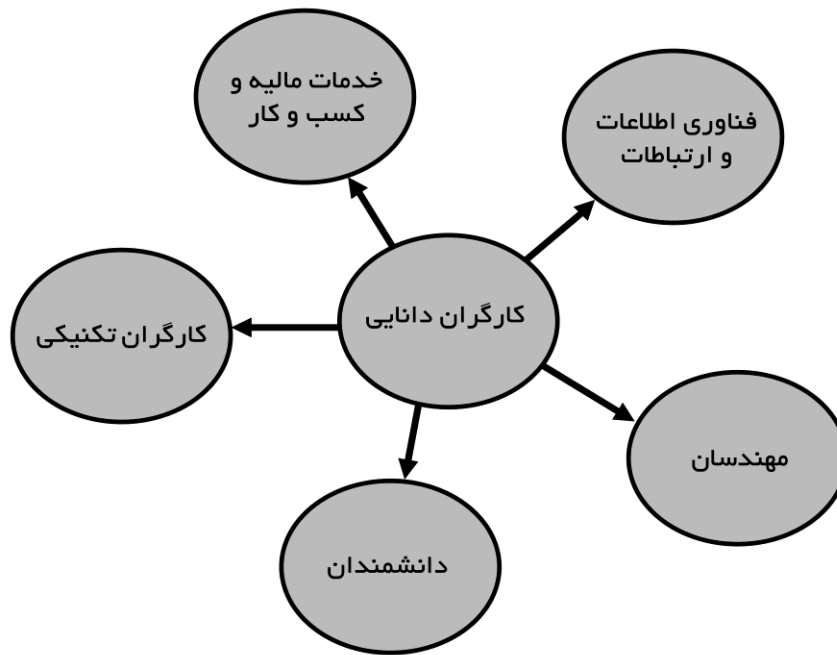 خدمات مالیه و
کسب و کار
فناوری اطلاعات
و ارتباطات
کارگران دانایی
کارگران تکنیکی
مهندسان
دانشمندان